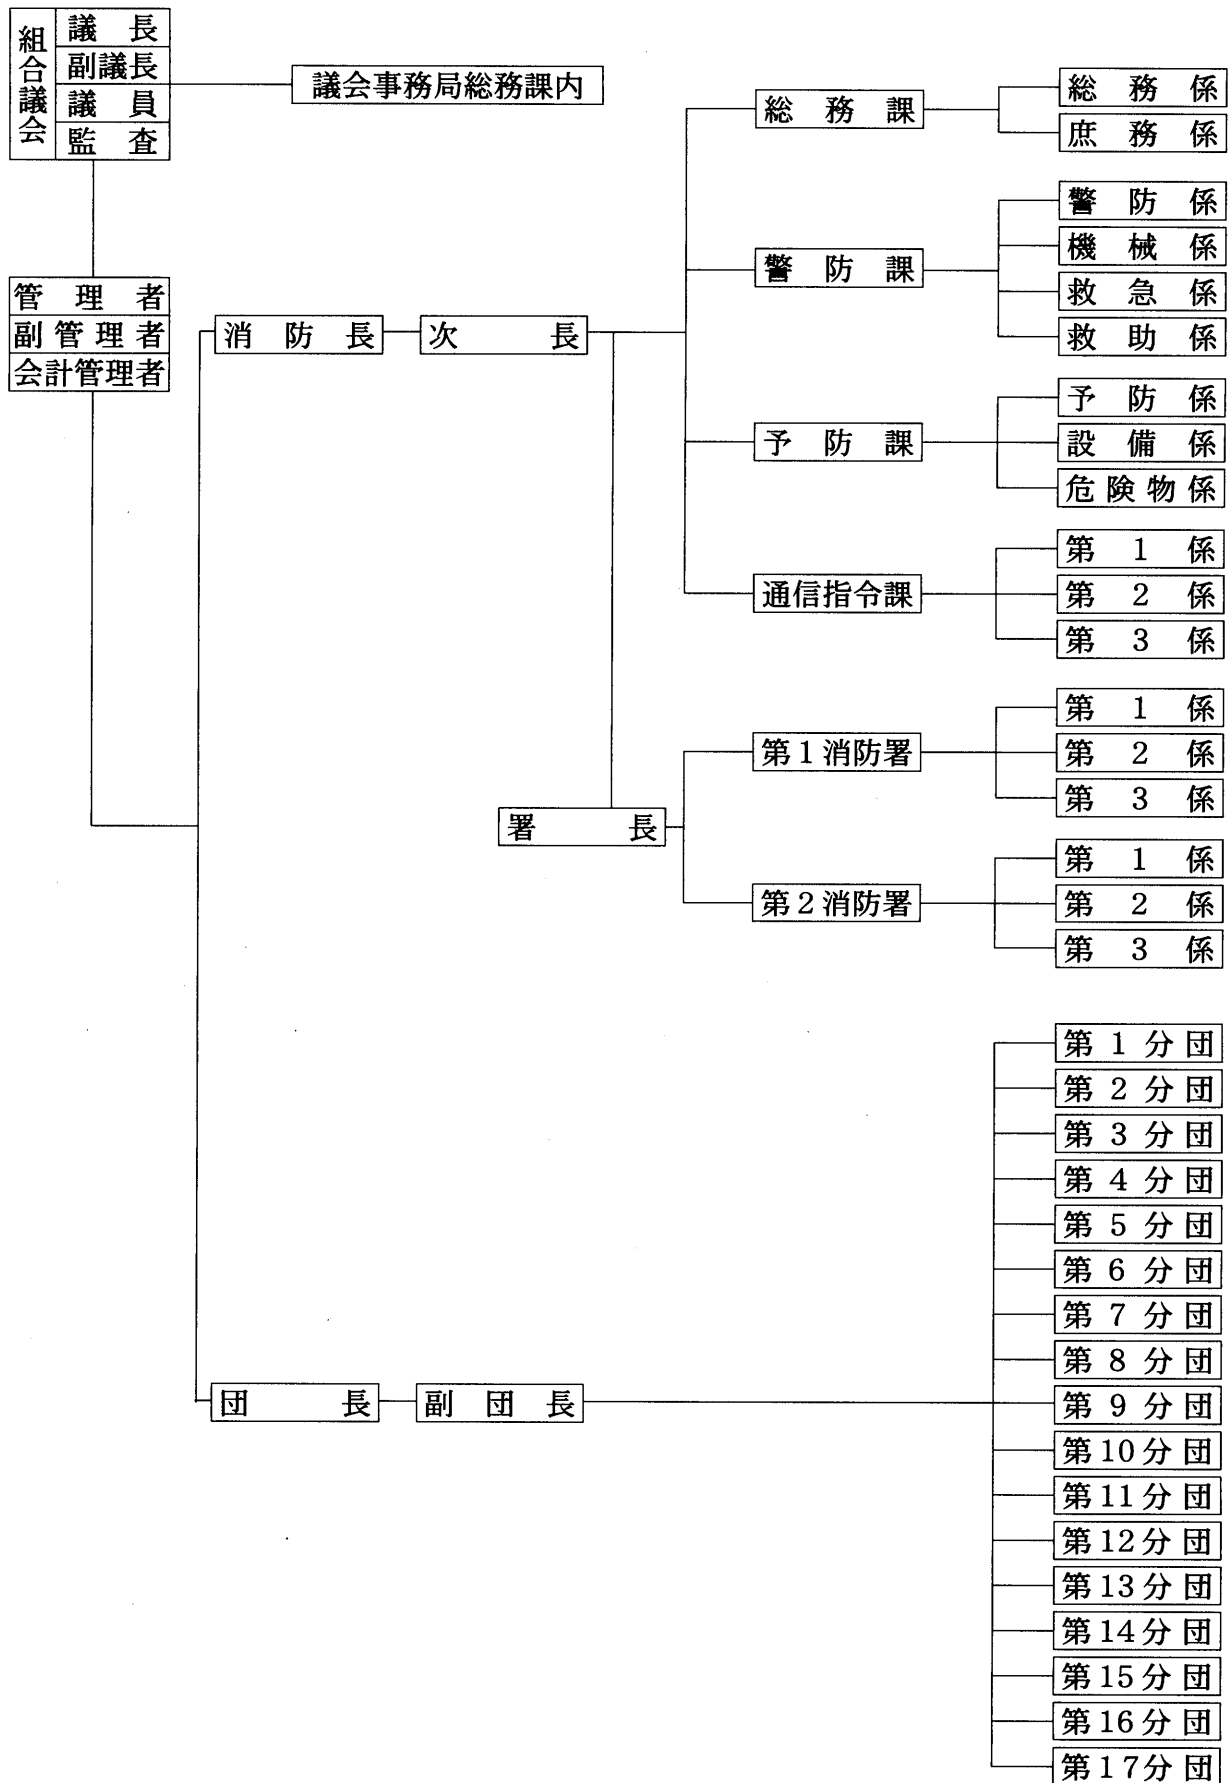 組合議会
議長
副議長
議員
監査
議会事務局総務課内
管理者
副管理者
会計管理者
消防長
次長
総務課
総務係
庶務係
警防課
警防係
機械係
救急係
救助係
予防課
予防係
設備係
危険物係
通信指令課
第1係
第2係
第3係
署長
第1消防署
第1係
第2係
第3係
第2消防署
第1係
第2係
第3係
団長
副団長
第1分団
第2分団
第3分団
第4分団
第5分団
第6分団
第7分団
第8分団
第9分団
第10分団
第11分団
第12分団
第13分団
第14分団
第15分団
第16分団
第17分団